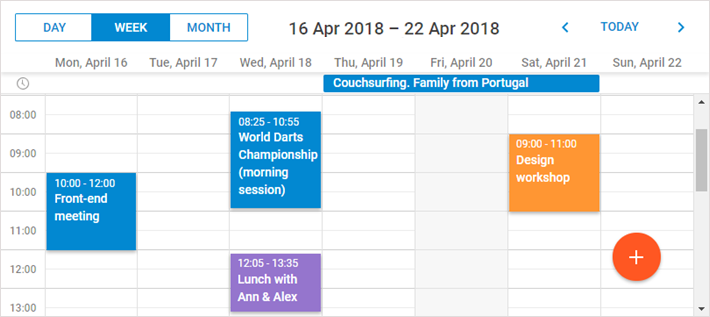 DAY WEEK MONTH 16 Apr 2018 – 22 Apr 2018 TODAY
Mon, April 16 Tue, April 17 Wed, April 18 Thu, April 19 Fri, April 20 Sat, April 21 Sun, April 22
Couchsurfing. Family from Portugal
08:00
08:25 - 10:55
World Darts
Championship
(morning
session)
09:00
09:00 - 11:00
Design
workshop
10:00
10:00 - 12:00
Front-end
meeting
11:00
12:00
12:05 - 13:35
Lunch with
Ann & Alex
13:00